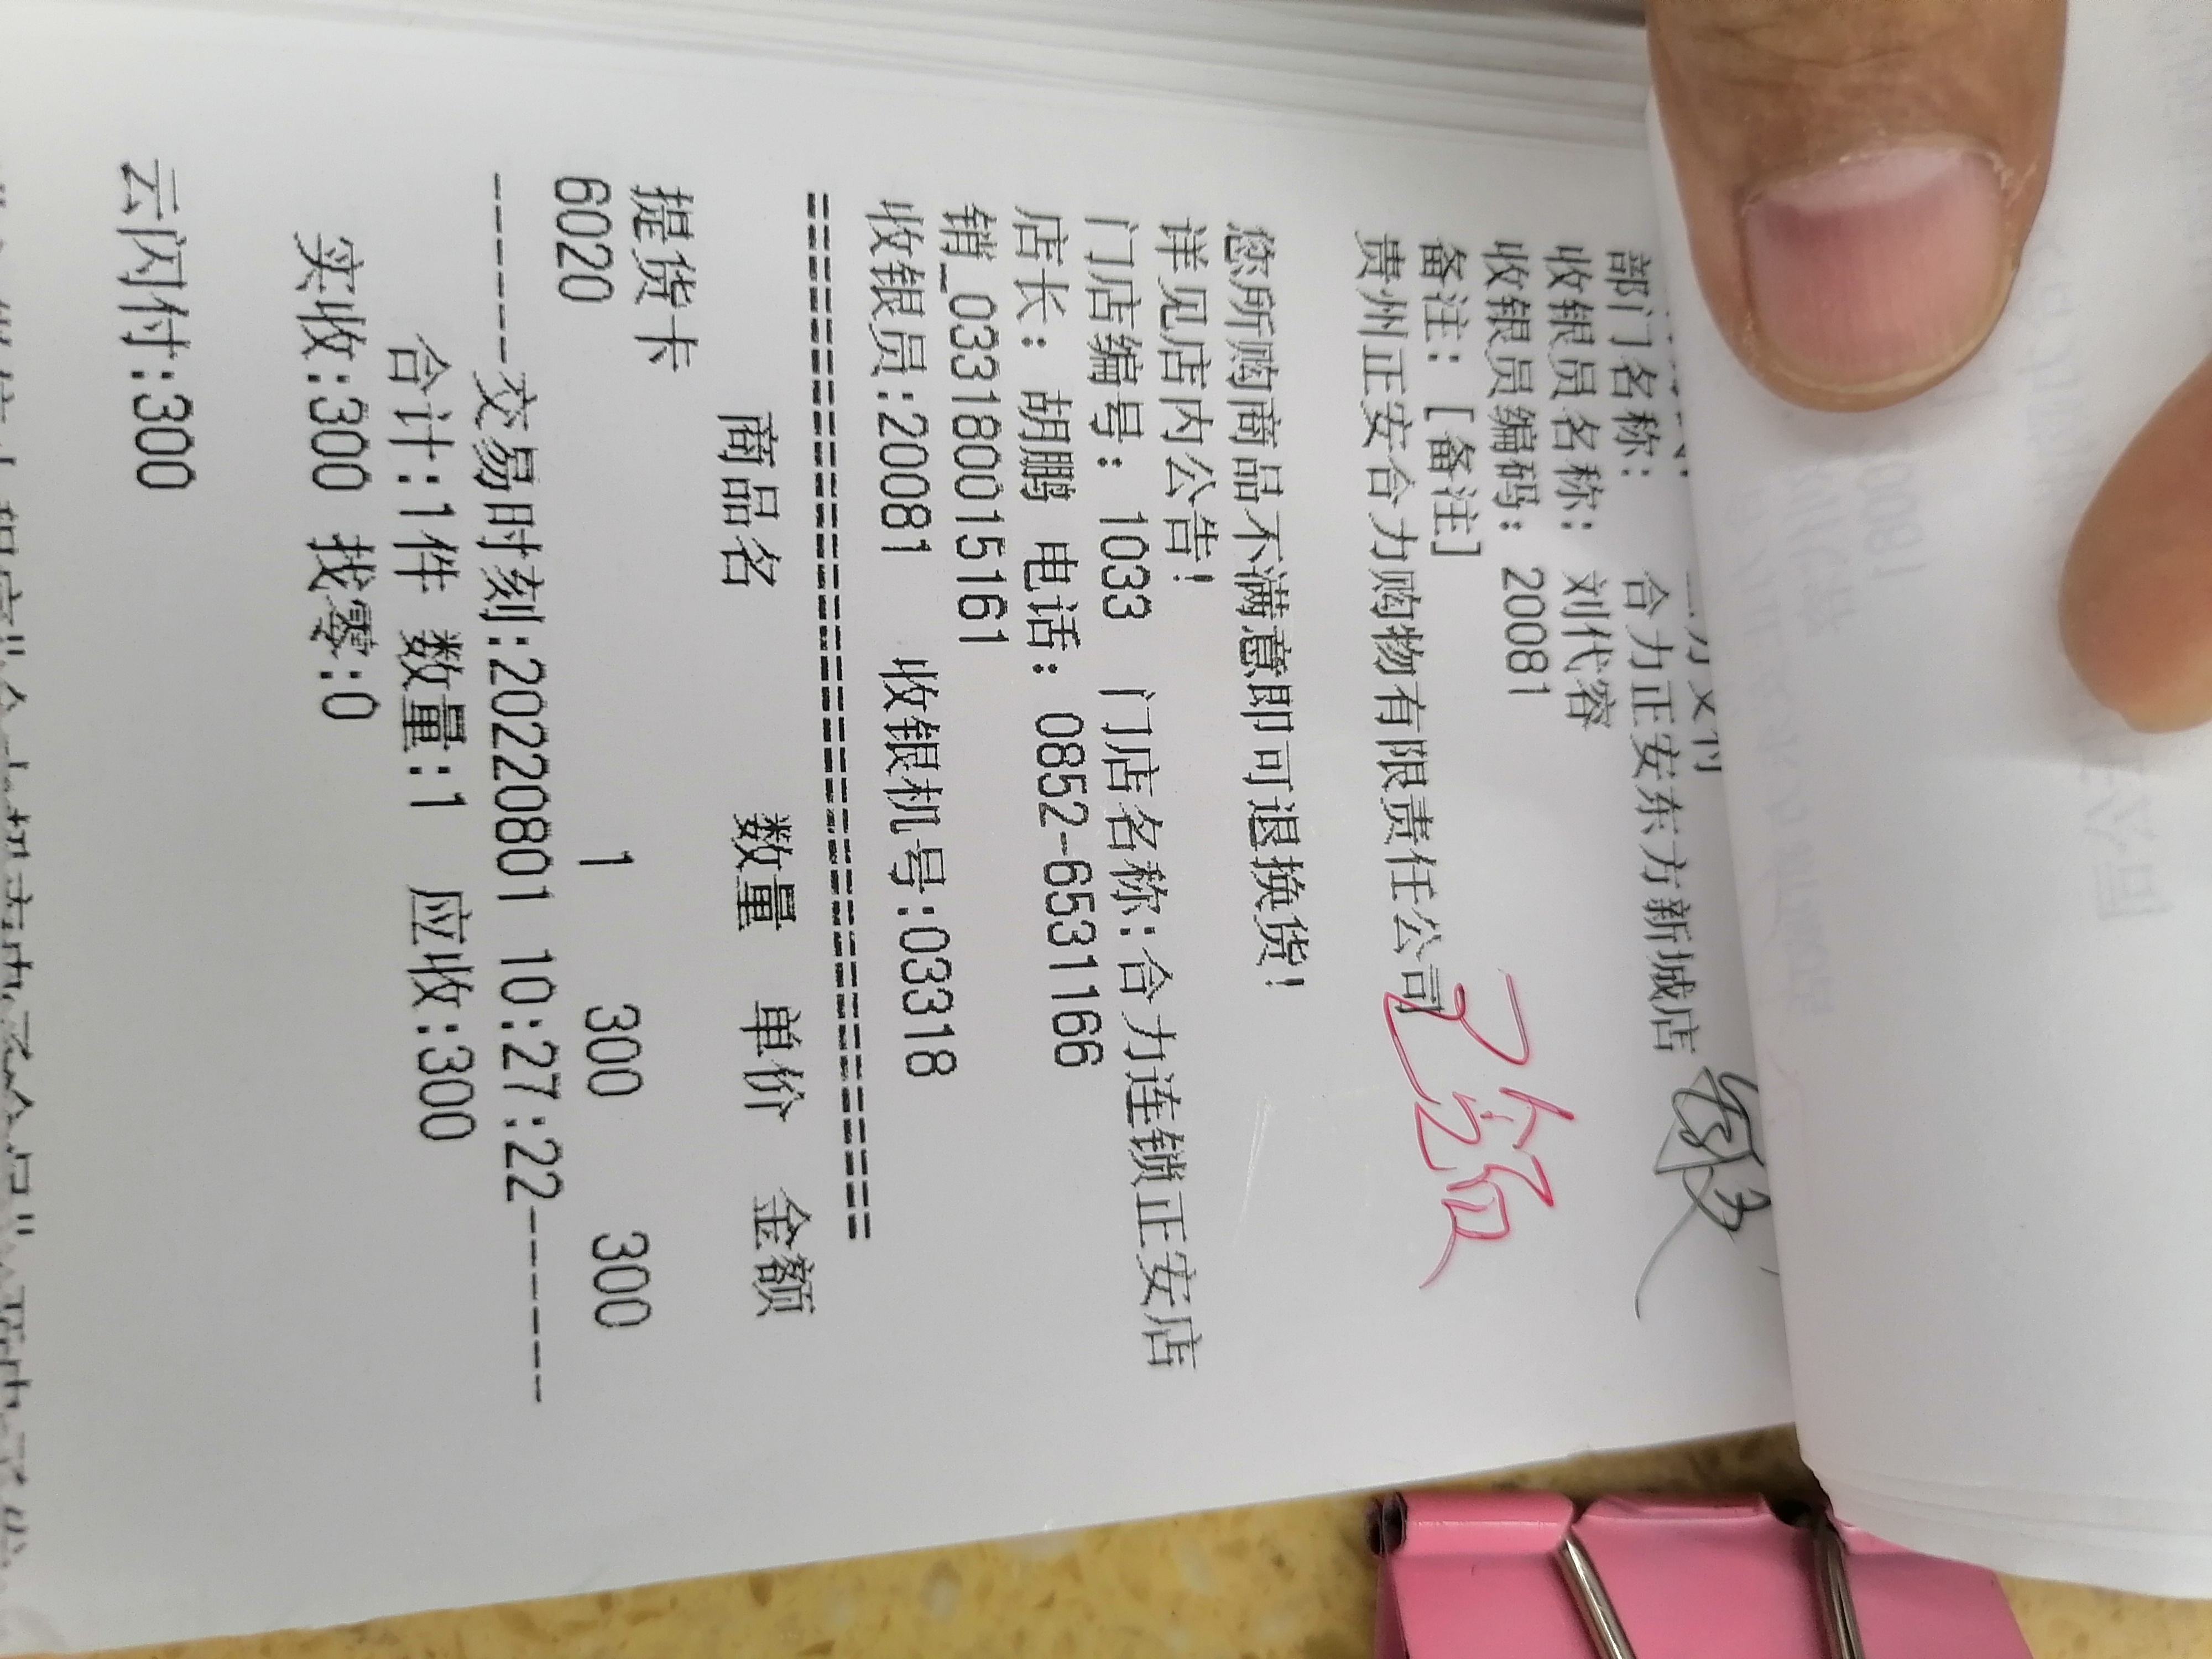 部门名称： 合力正安东方新城店
收银员名称： 刘代容
收银员编码： 20081
备注： [备注]
贵州正安合力购物有限责任公司
已领
您所购商品不满意即可退换货！
详见店内公告！
门店编号： 1033 门店名称：合力连锁正安店
店长： 胡鹏 电话： 0852-6531166
销_033180015161
收银员:20081 收银机号:03318
================================
商品名 数量 单价 金额
提货卡
6020 1 300 300
------交易时刻:20220801 10:27:22------
合计:1件 数量:1 应收:300
实收:300 找零:0
云闪付:300